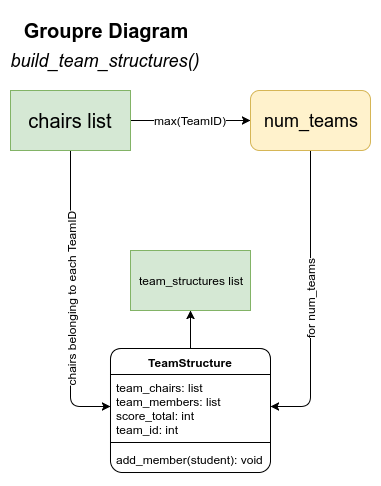 Groupre Diagram
build_team_structures()
chairs list
max(TeamID)
num_teams
chairs belonging to each TeamID
for num_teams
team_structures list
TeamStructure
team_chairs: list
team_members: list
score_total: int
team_id: int
add_member(student): void